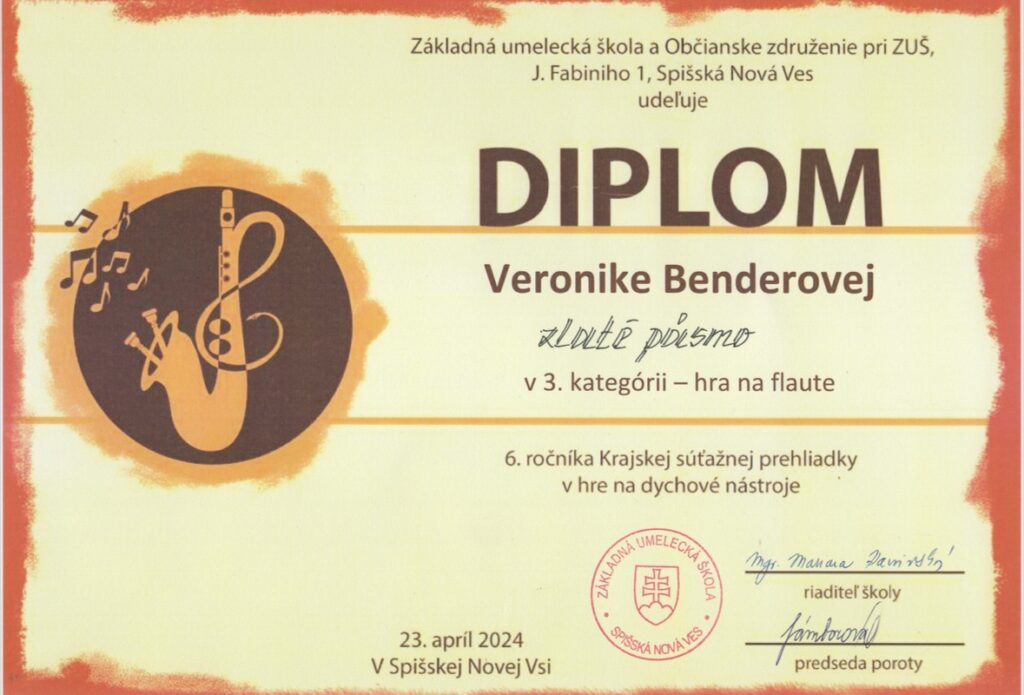 Základná umelecká škola a Občianske združenie pri ZUŠ,
J. Fabiniho 1, Spišská Nová Ves
udeľuje
DIPLOM
Veronike Benderovej
zlaté pásmo
v 3. kategórii – hra na flaute
6. ročníka Krajskej súťažnej prehliadky
v hre na dychové nástroje
ZÁKLADNÁ UMELECKÁ ŠKOLA
SPIŠSKÁ NOVÁ VES
Mgr.
riaditeľ školy
predseda poroty
23. apríl 2024
V Spišskej Novej Vsi